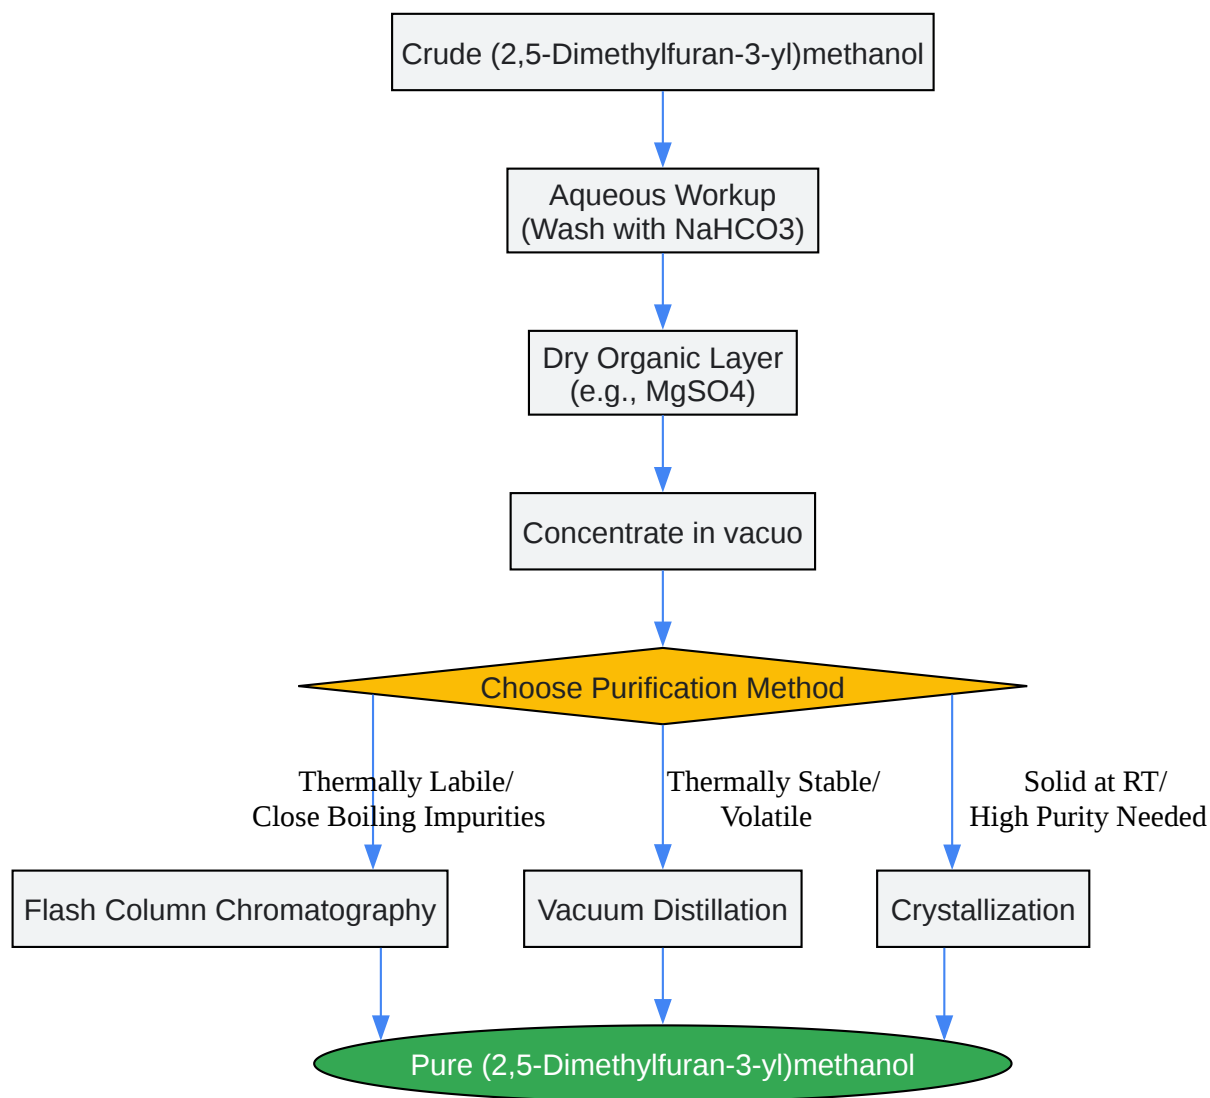 Crude (2,5-Dimethylfuran-3-yl)methanol
Aqueous Workup
(Wash with NaHCO3)
Dry Organic Layer
(e.g., MgSO4)
Concentrate in vacuo
Choose Purification Method
Thermally Labile/
Close Boiling Impurities
Thermally Stable/
Volatile
Solid at RT/
High Purity Needed
Flash Column Chromatography
Vacuum Distillation
Crystallization
Pure (2,5-Dimethylfuran-3-yl)methanol